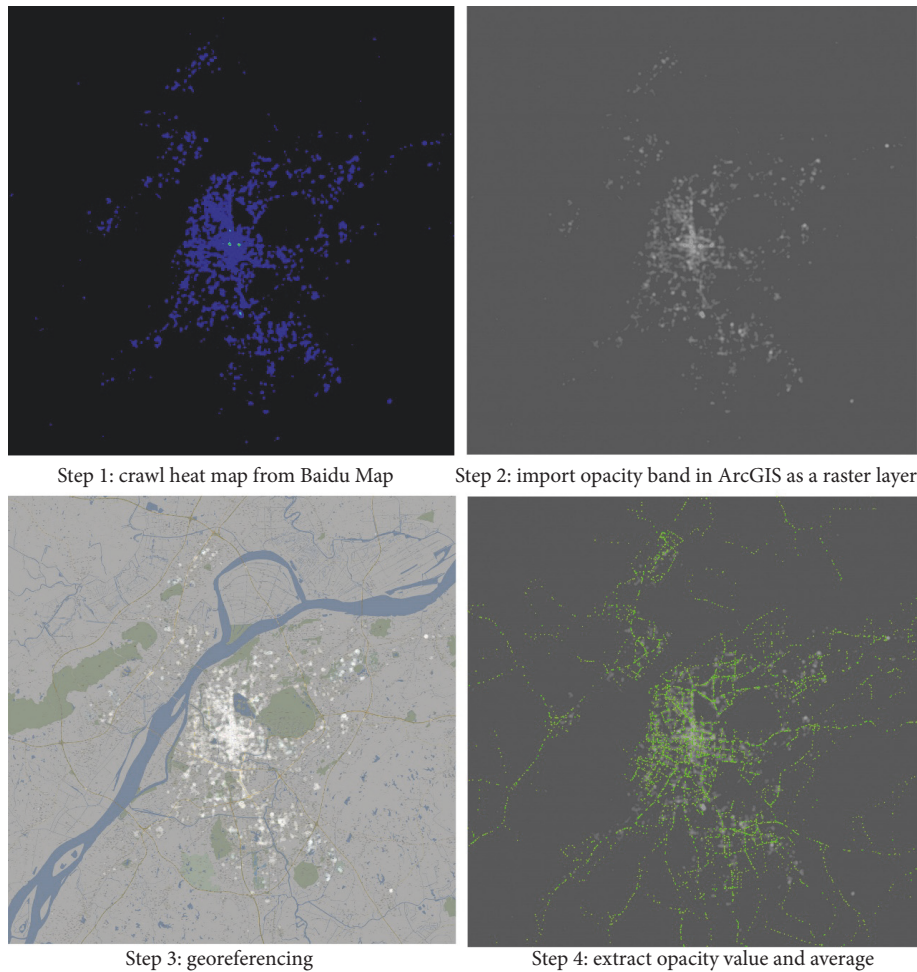 Step 1: crawl heat map from Baidu Map
Step 2: import opacity band in ArcGIS as a raster layer
Step 3: georeferencing
Step 4: extract opacity value and average